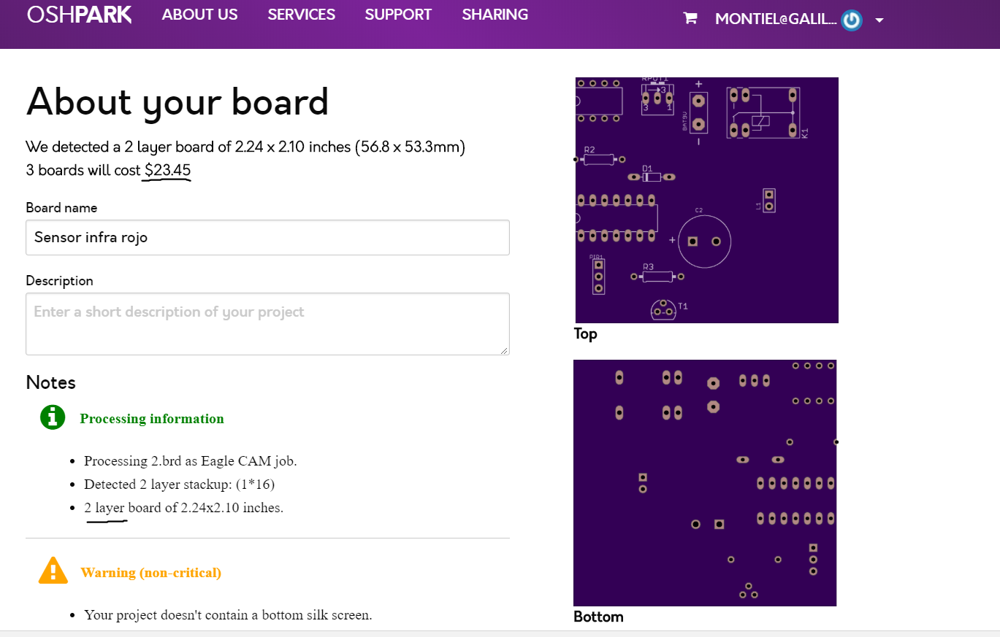 OSHPARK ABOUT US SERVICES SUPPORT SHARING MONTIEL@GALIL...
About your board
We detected a 2 layer board of 2.24 x 2.10 inches (56.8 x 53.3mm)
3 boards will cost $23.45
Board name
Sensor infra rojo
Description
Enter a short description of your project
Notes
Processing information
Processing 2.brd as Eagle CAM job.
Detected 2 layer stackup: (1*16)
2 layer board of 2.24x2.10 inches.
Warning (non-critical)
Your project doesn't contain a bottom silk screen.
RPOT1
3
3 1
+
BAT9V
-
K1
R2
D1
L1
C2
+
PIR1
R3
T1
Top
Bottom